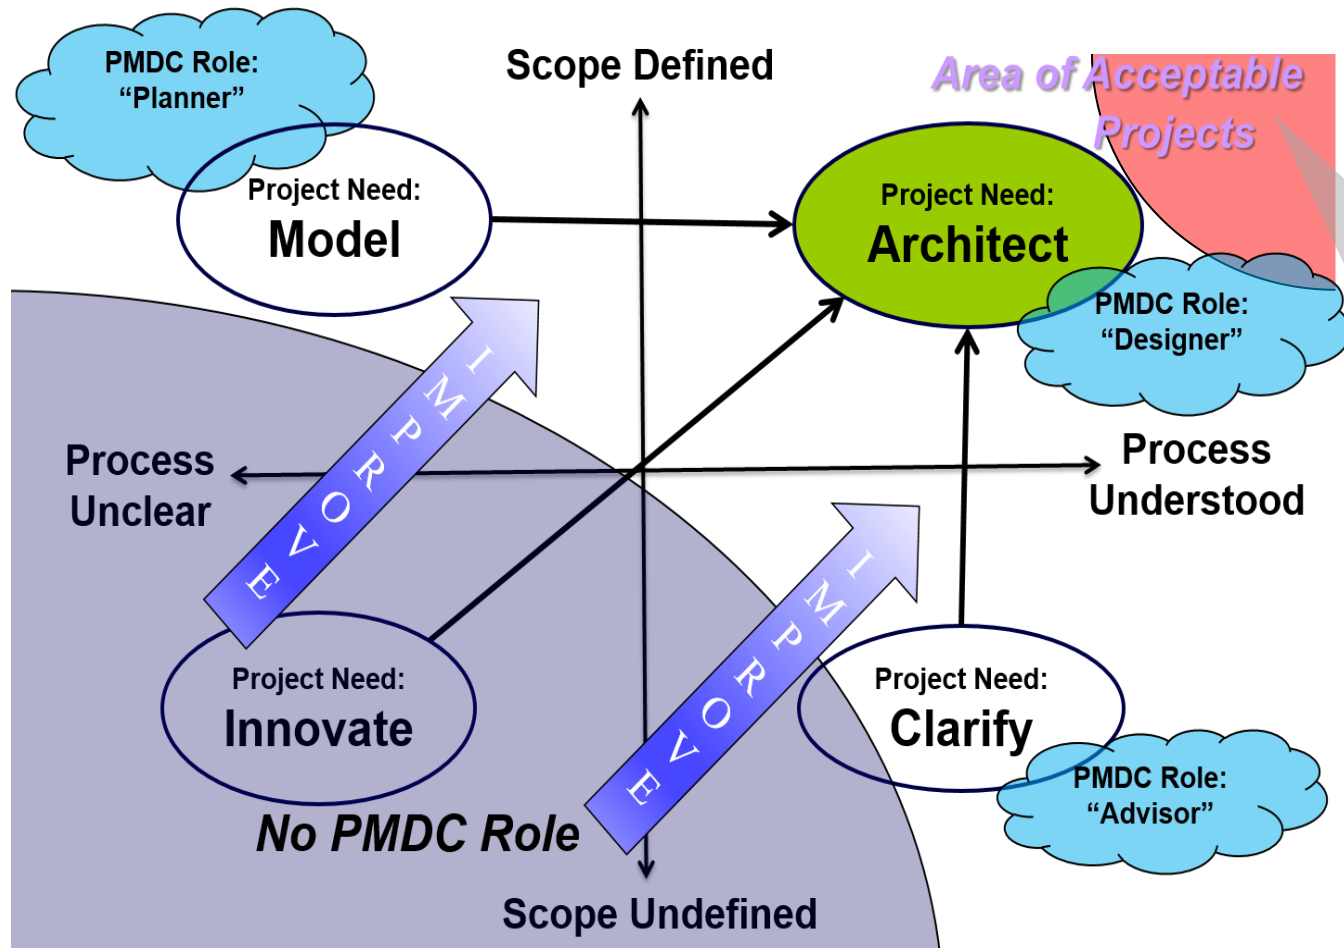 PMDC Role:
“Planner”
Scope Defined
Area of Acceptable
Projects
Project Need:
Model
Project Need:
Architect
PMDC Role:
“Designer”
IMPROVE
Process
Unclear
Process
Understood
IMPROVE
Project Need:
Innovate
Project Need:
Clarify
No PMDC Role
PMDC Role:
“Advisor”
Scope Undefined